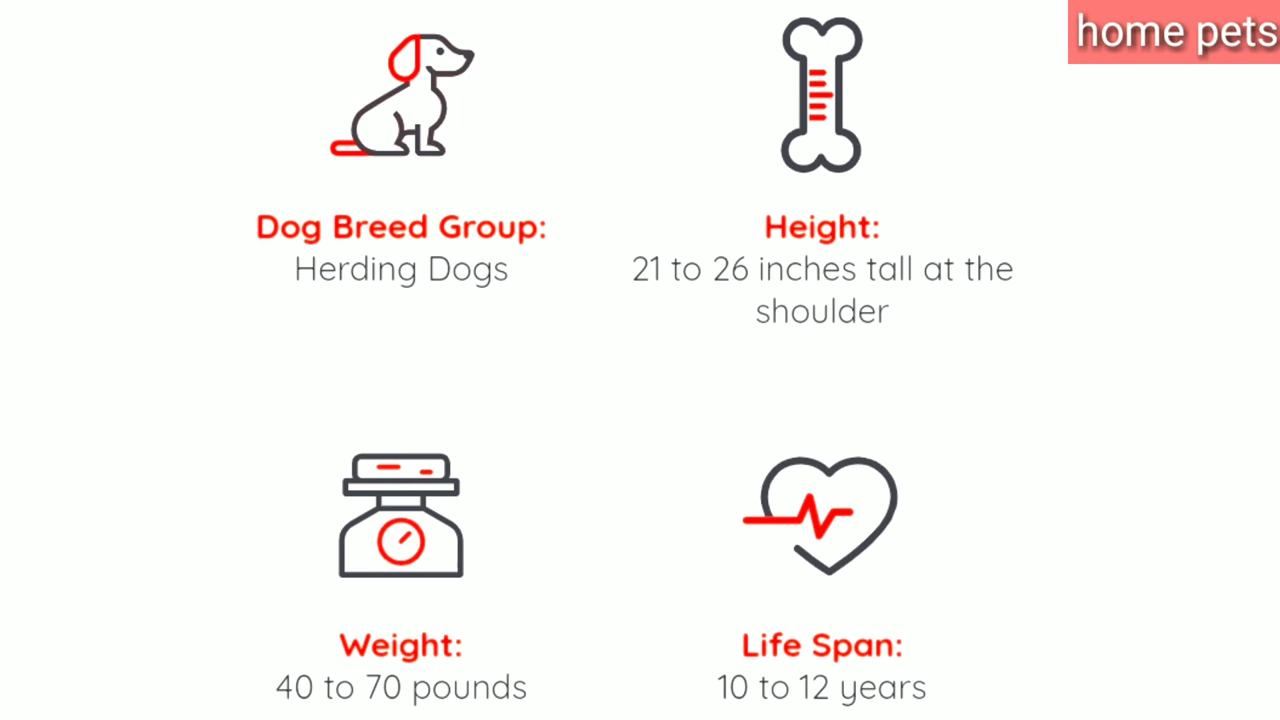 home pets
Dog Breed Group:
Herding Dogs
Height:
21 to 26 inches tall at the
shoulder
Weight:
40 to 70 pounds
Life Span:
10 to 12 years